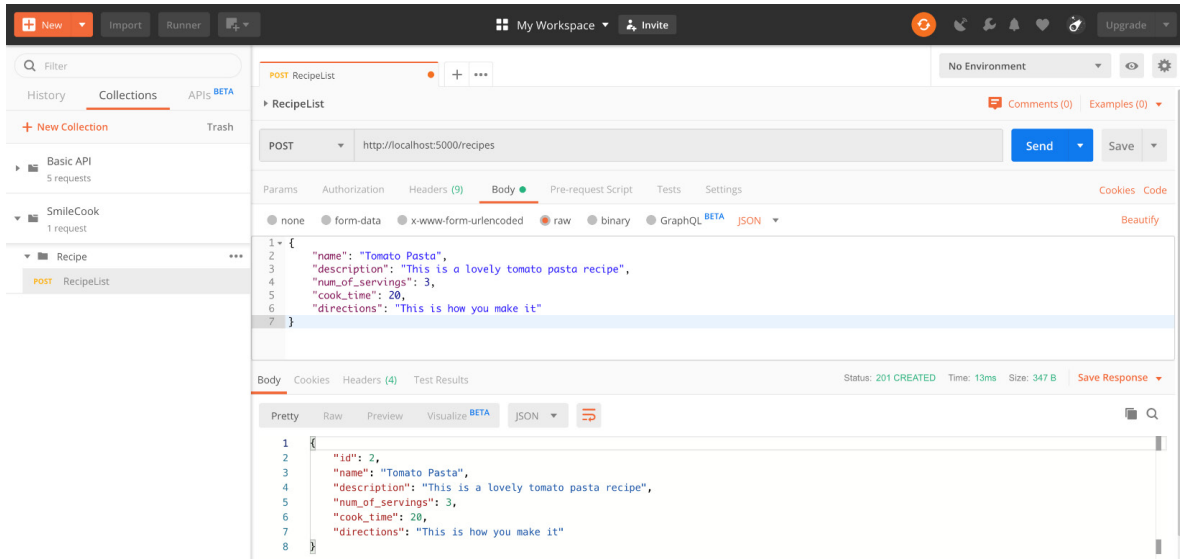 New Import Runner My Workspace Invite Upgrade
Filter
History Collections APIs BETA
+ New Collection Trash
Basic API
5 requests
SmileCook
1 request
Recipe
POST RecipeList
POST RecipeList + ••• No Environment
RecipeList Comments (0) Examples (0)
POST http://localhost:5000/recipes Send Save
Params Authorization Headers (9) Body Pre-request Script Tests Settings Cookies Code
none form-data x-www-form-urlencoded raw binary GraphQL BETA JSON Beautify
1 {
2 "name": "Tomato Pasta",
3 "description": "This is a lovely tomato pasta recipe",
4 "num_of_servings": 3,
5 "cook_time": 20,
6 "directions": "This is how you make it"
7 }
Body Cookies Headers (4) Test Results Status: 201 CREATED Time: 13ms Size: 347 B Save Response
Pretty Raw Preview Visualize BETA JSON
1 {
2 "id": 2,
3 "name": "Tomato Pasta",
4 "description": "This is a lovely tomato pasta recipe",
5 "num_of_servings": 3,
6 "cook_time": 20,
7 "directions": "This is how you make it"
8 }